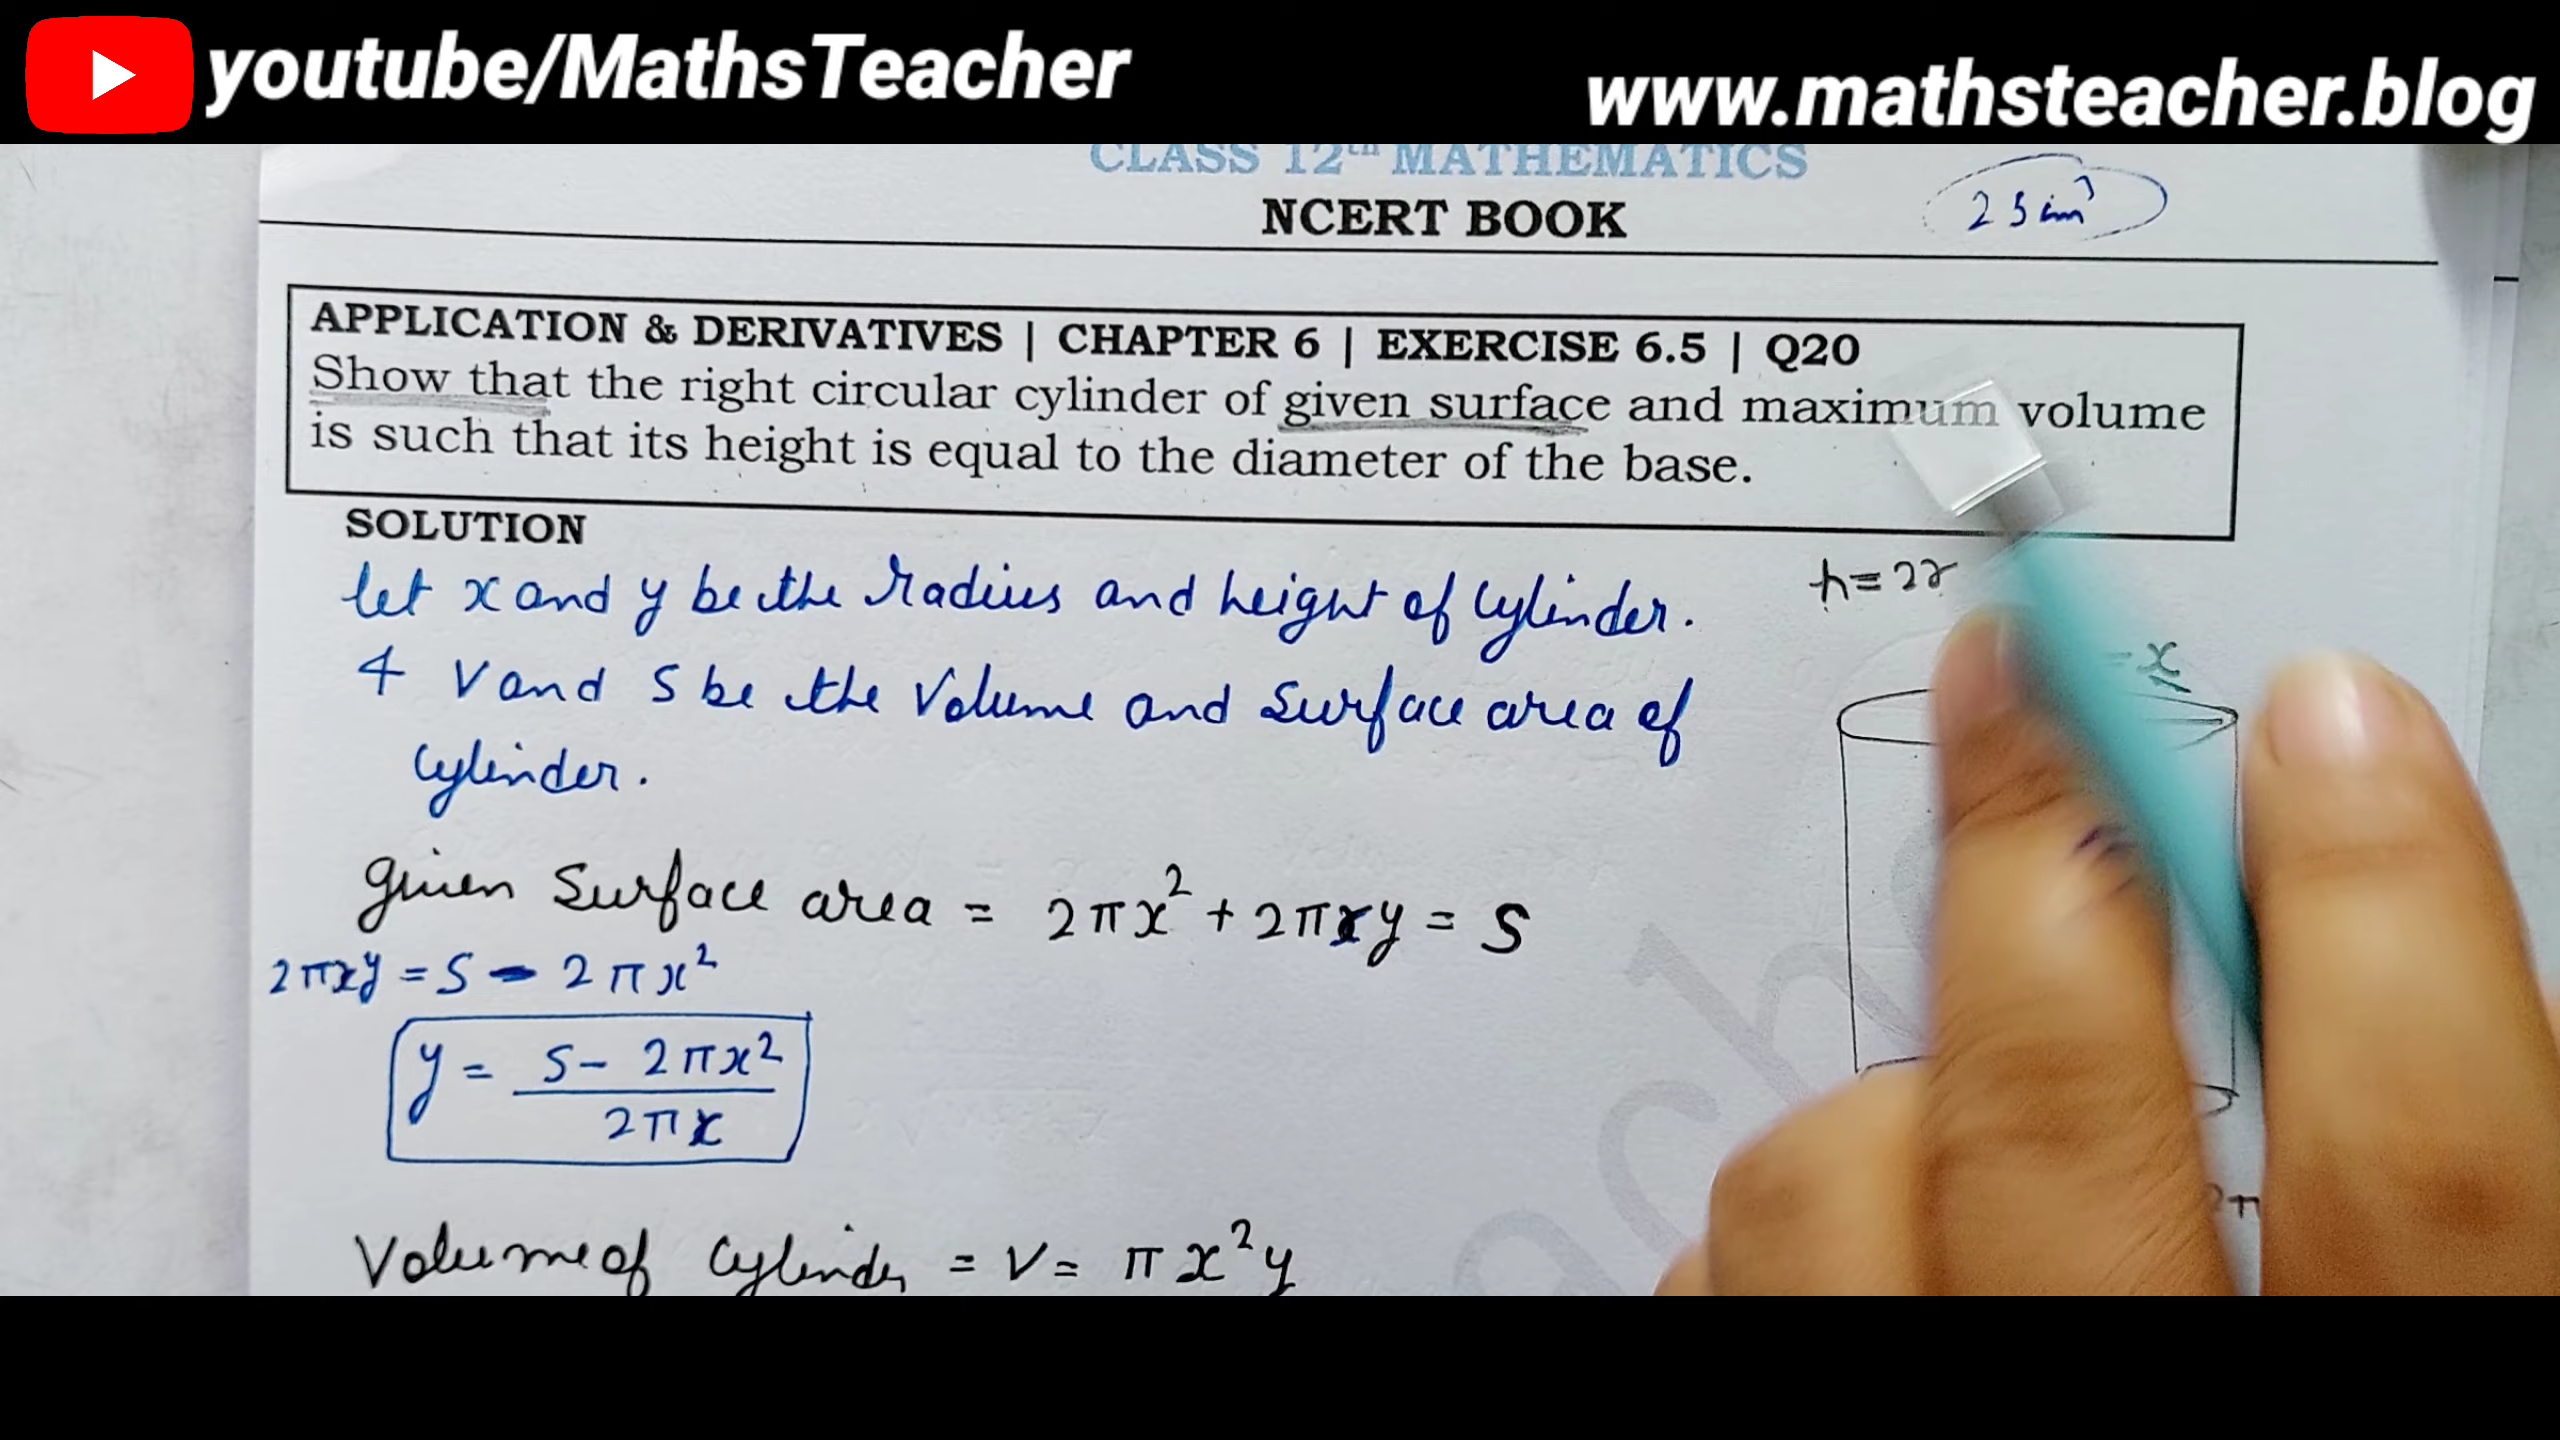 youtube/MathsTeacher
www.mathsteacher.blog
CLASS 12th MATHEMATICS
NCERT BOOK
APPLICATION & DERIVATIVES | CHAPTER 6 | EXERCISE 6.5 | Q20
Show that the right circular cylinder of given surface and maximum volume
is such that its height is equal to the diameter of the base.
SOLUTION
let x and y be the radius and height of cylinder.
h=2r
& V and S be the Volume and Surface area of
cylinder.
x
given Surface area = 2πx² + 2πxy = S
2πxy = S - 2πx²
y = S - 2πx²
2πx
Volume of Cylinder = V = πx²y